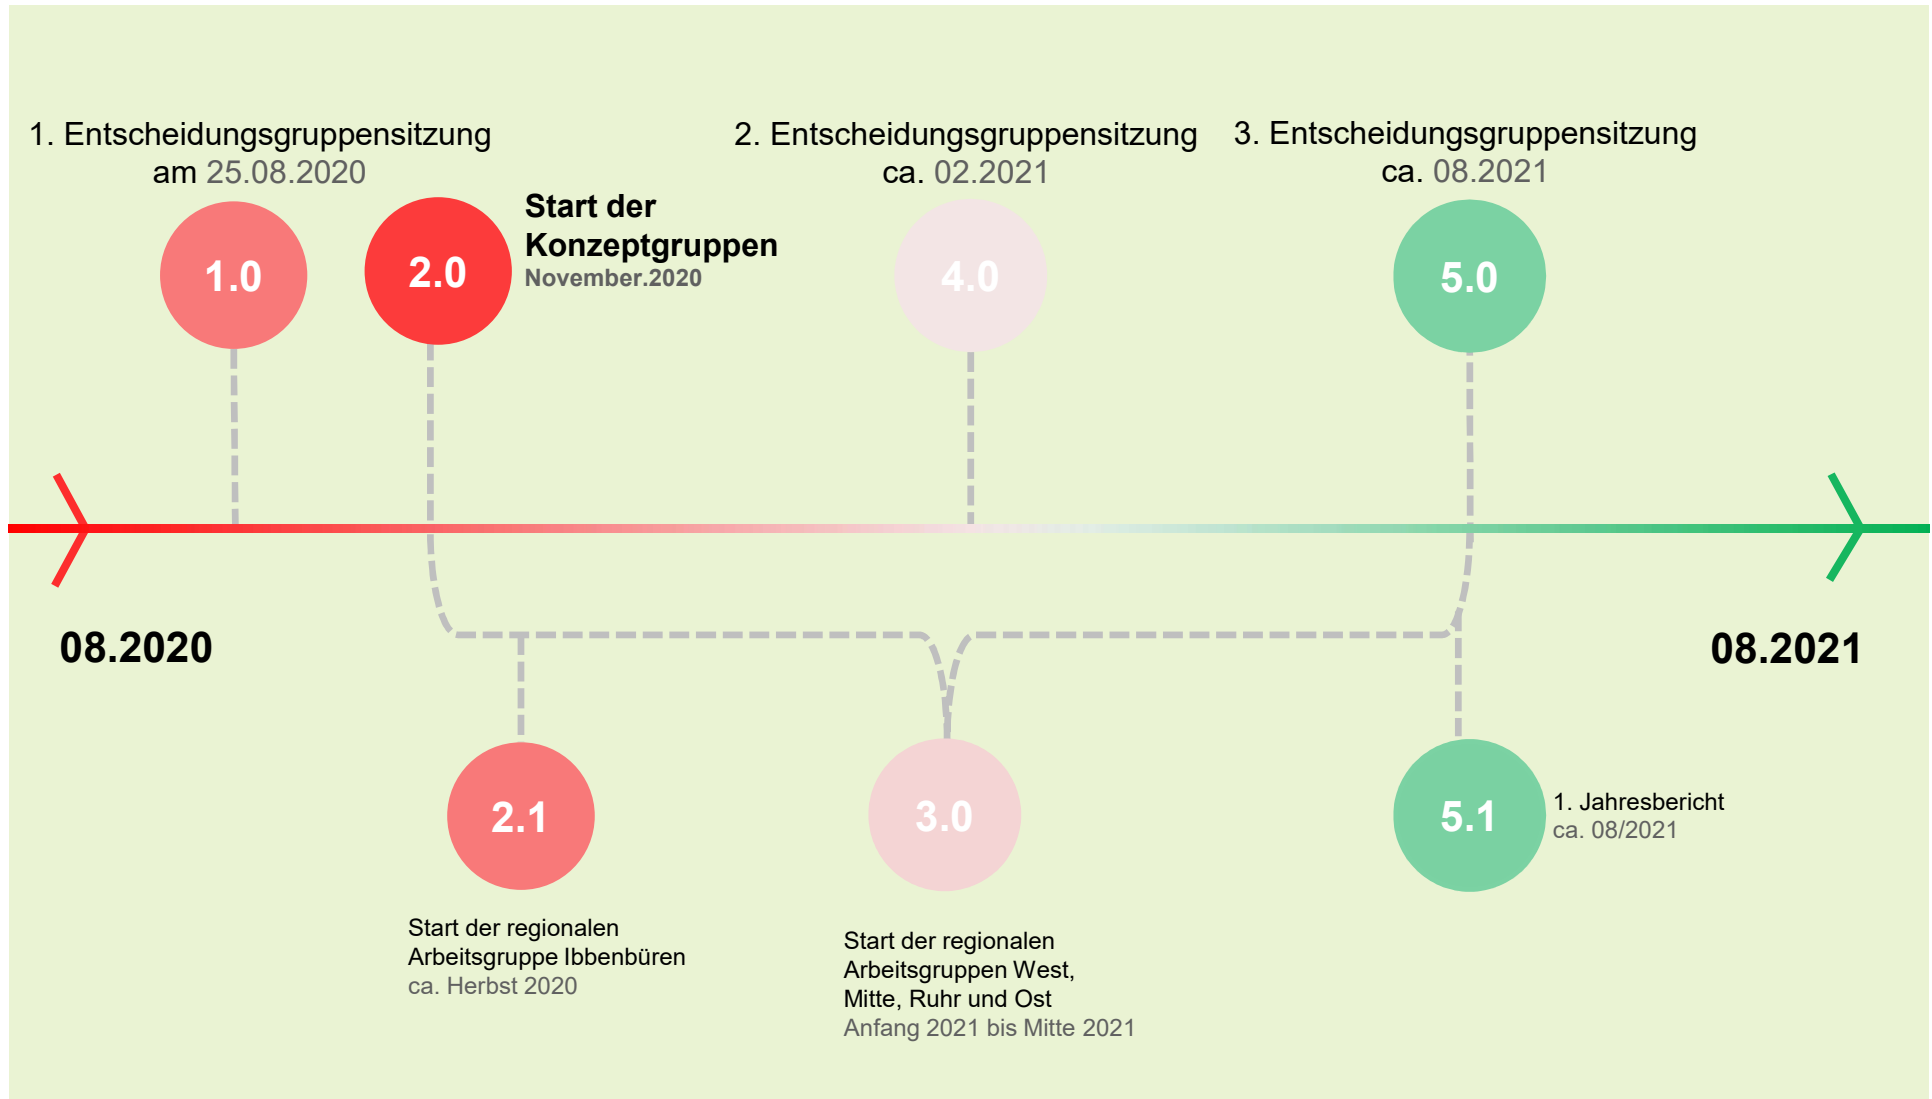 1. Entscheidungsgruppensitzung
am 25.08.2020
1.0
2.0
Start der
Konzeptgruppen
November.2020
2. Entscheidungsgruppensitzung
ca. 02.2021
4.0
3. Entscheidungsgruppensitzung
ca. 08.2021
5.0
08.2020
08.2021
2.1
Start der regionalen
Arbeitsgruppe Ibbenbüren
ca. Herbst 2020
3.0
Start der regionalen
Arbeitsgruppen West,
Mitte, Ruhr und Ost
Anfang 2021 bis Mitte 2021
5.1
1. Jahresbericht
ca. 08/2021